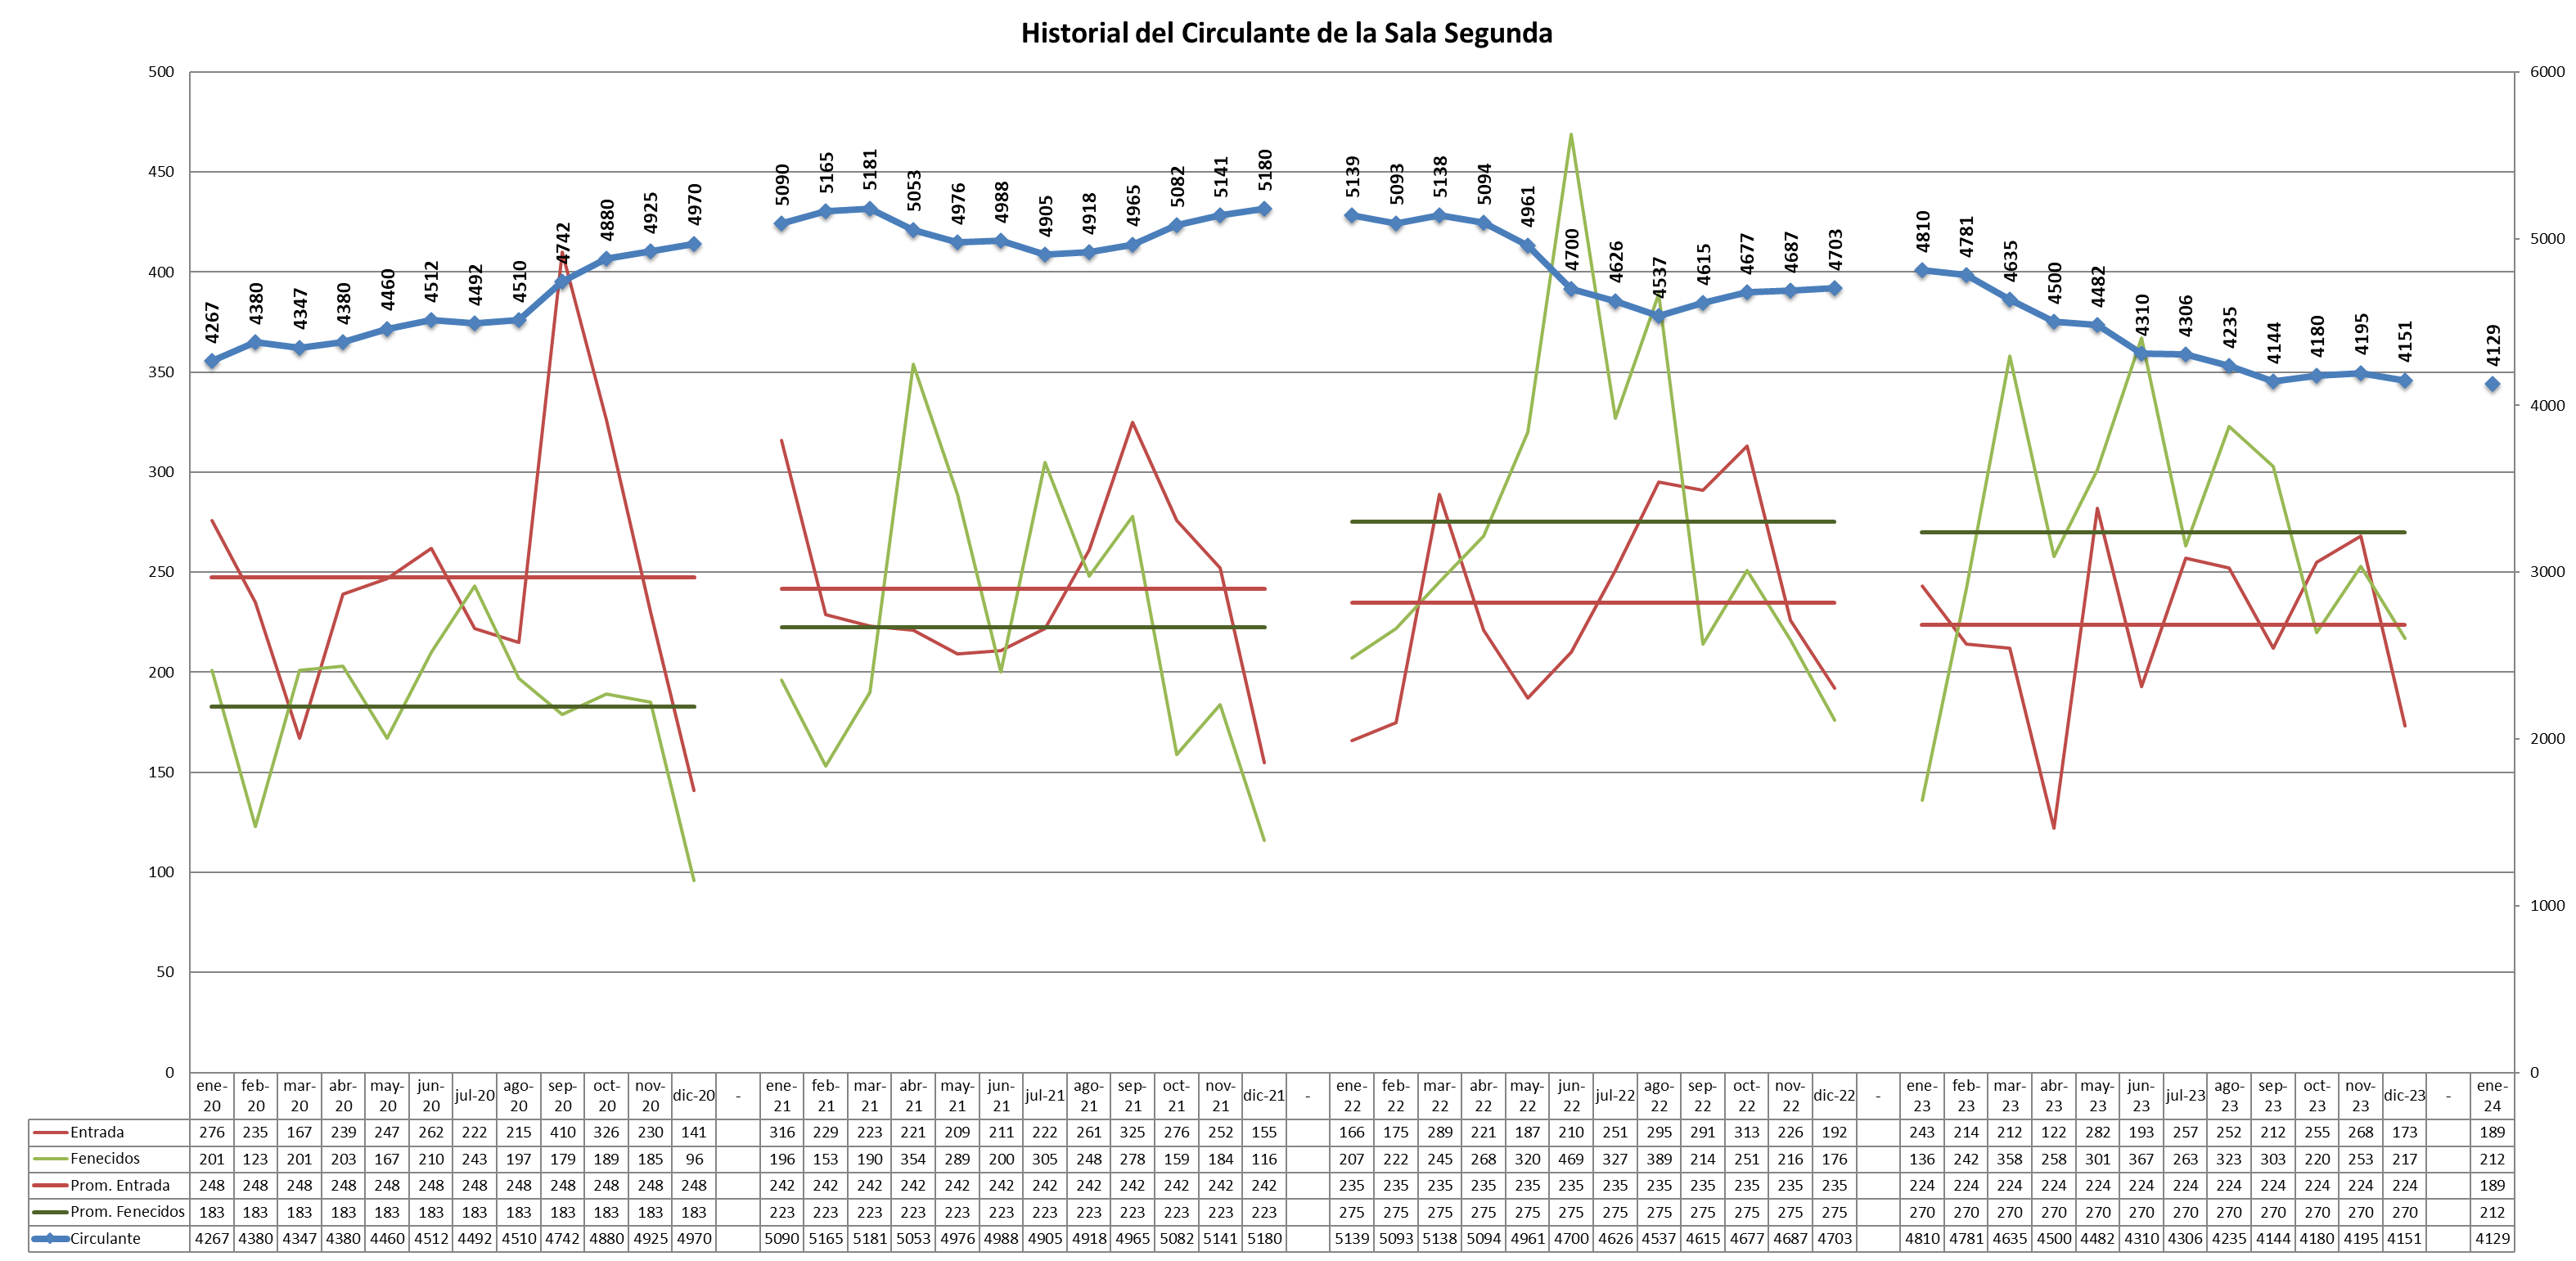 Historial del Circulante de la Sala Segunda
500
450
400
350
300
250
200
150
100
50
0
6000
5000
4000
3000
2000
1000
0
4267 4380 4347 4380 4460 4512 4492 4510 4742 4880 4925 4970 5090 5165 5181 5053 4976 4988 4905 4918 4965 5082 5141 5180 5139 5093 5138 5094 4961 4700 4626 4537 4615 4677 4687 4703 4810 4781 4635 4500 4482 4310 4306 4235 4144 4180 4195 4151 4129
ene-20 feb-20 mar-20 abr-20 may-20 jun-20 jul-20 ago-20 sep-20 oct-20 nov-20 dic-20 - ene-21 feb-21 mar-21 abr-21 may-21 jun-21 jul-21 ago-21 sep-21 oct-21 nov-21 dic-21 - ene-22 feb-22 mar-22 abr-22 may-22 jun-22 jul-22 ago-22 sep-22 oct-22 nov-22 dic-22 - ene-23 feb-23 mar-23 abr-23 may-23 jun-23 jul-23 ago-23 sep-23 oct-23 nov-23 dic-23 - ene-24
Entrada 276 235 167 239 247 262 222 215 410 326 230 141 316 229 223 221 209 211 222 261 325 276 252 155 166 175 289 221 187 210 251 295 291 313 226 192 243 214 212 122 282 193 257 252 212 255 268 173 189
Fenecidos 201 123 201 203 167 210 243 197 179 189 185 96 196 153 190 354 289 200 305 248 278 159 184 116 207 222 245 268 320 469 327 389 214 251 216 176 136 242 358 258 301 367 263 323 303 220 253 217 212
Prom. Entrada 248 248 248 248 248 248 248 248 248 248 248 248 242 242 242 242 242 242 242 242 242 242 242 242 235 235 235 235 235 235 235 235 235 235 235 235 224 224 224 224 224 224 224 224 224 224 224 224 189
Prom. Fenecidos 183 183 183 183 183 183 183 183 183 183 183 183 223 223 223 223 223 223 223 223 223 223 223 223 275 275 275 275 275 275 275 275 275 275 275 275 270 270 270 270 270 270 270 270 270 270 270 270 212
Circulante 4267 4380 4347 4380 4460 4512 4492 4510 4742 4880 4925 4970 5090 5165 5181 5053 4976 4988 4905 4918 4965 5082 5141 5180 5139 5093 5138 5094 4961 4700 4626 4537 4615 4677 4687 4703 4810 4781 4635 4500 4482 4310 4306 4235 4144 4180 4195 4151 4129